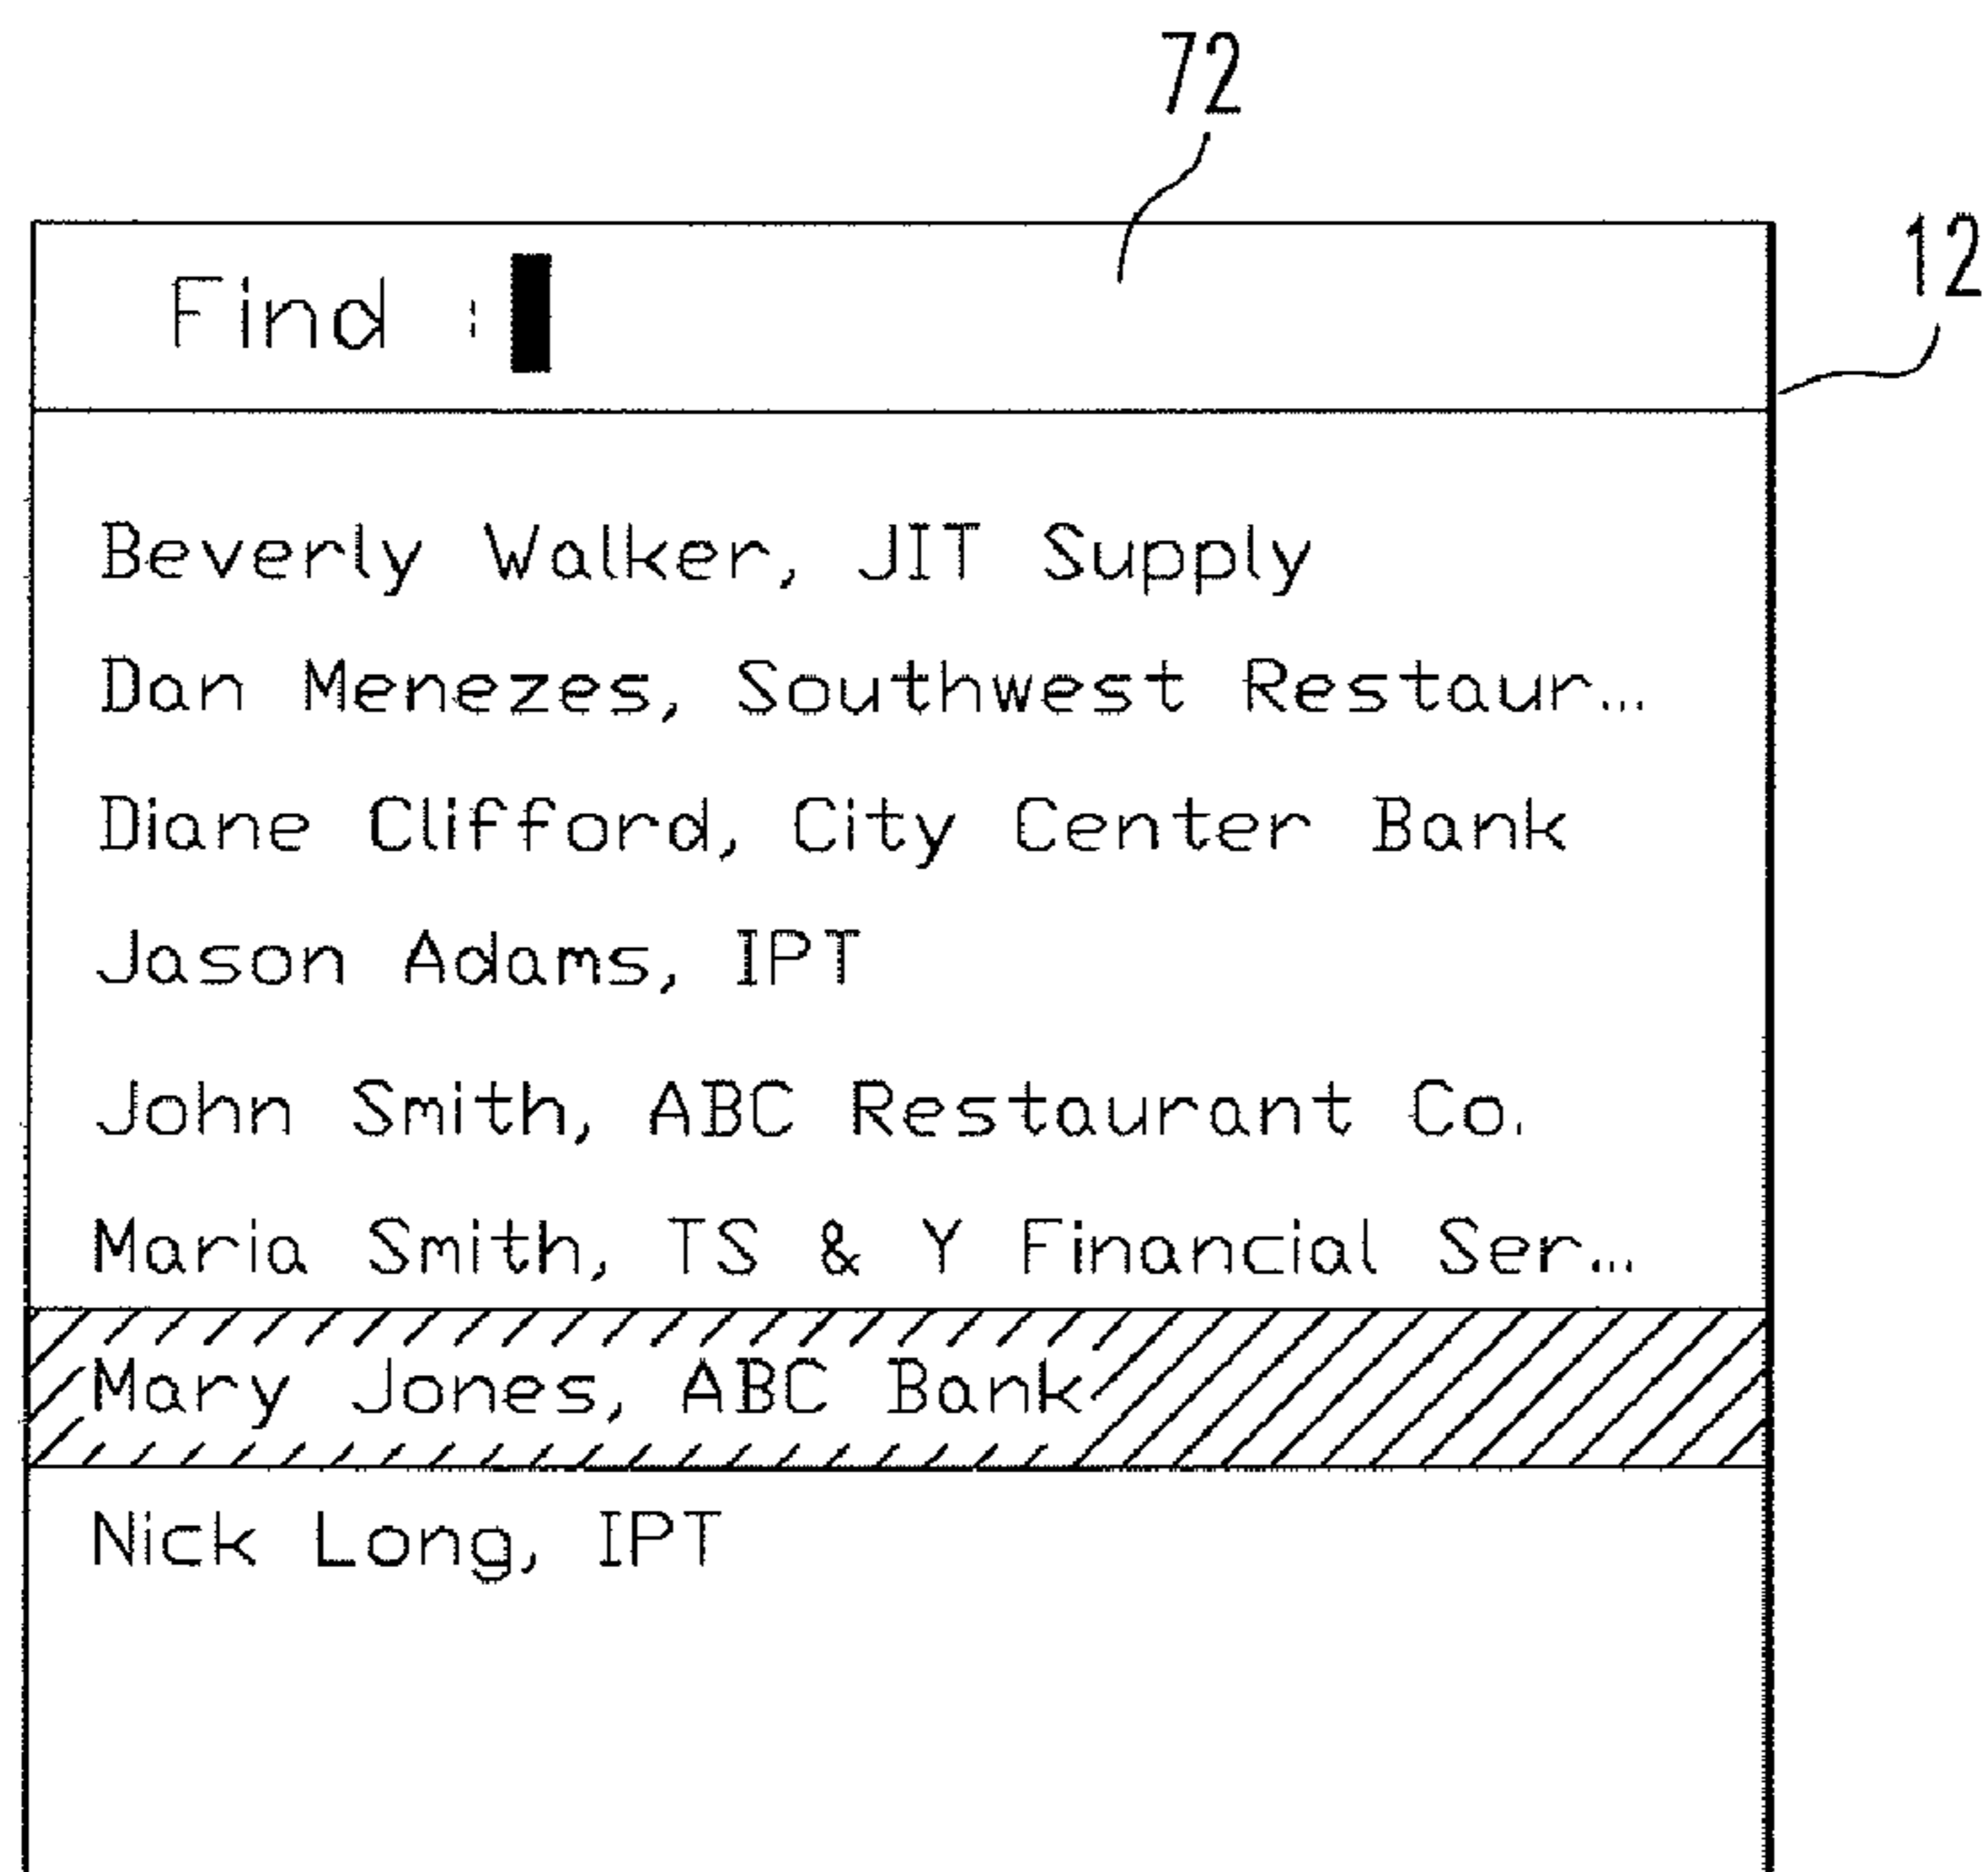 72
12
Find :
Beverly Walker, JIT Supply
Dan Menezes, Southwest Restaur...
Diane Clifford, City Center Bank
Jason Adams, IPT
John Smith, ABC Restaurant Co.
Maria Smith, TS & Y Financial Ser...
Mary Jones, ABC Bank
Nick Long, IPT